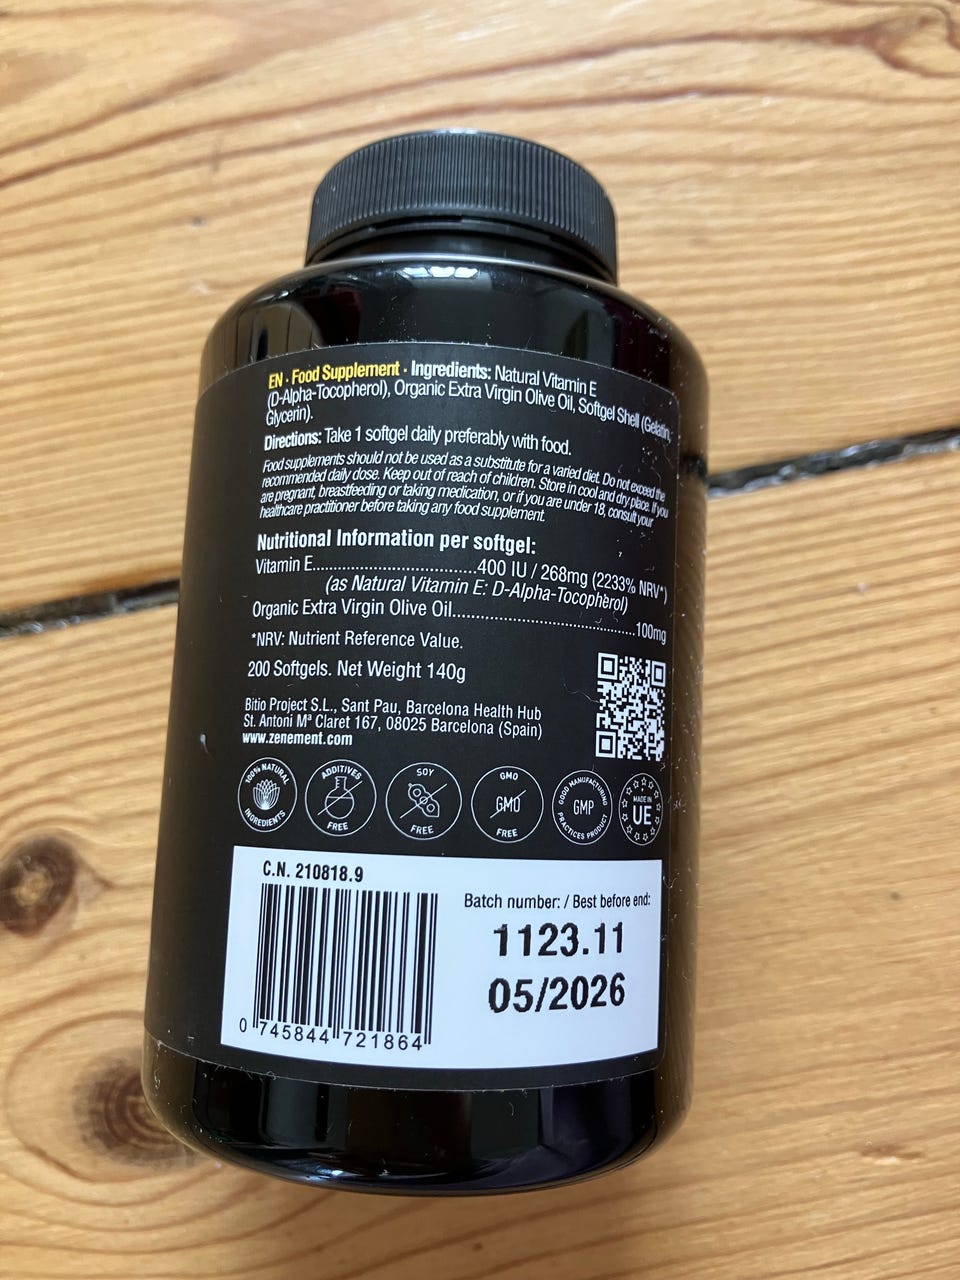 EN · Food Supplement · Ingredients: Natural Vitamin E
(D-Alpha-Tocopherol), Organic Extra Virgin Olive Oil, Softgel Shell (Gelatin,
Glycerin).
Directions: Take 1 softgel daily preferably with food.
Food supplements should not be used as a substitute for a varied diet. Do not exceed the
recommended daily dose. Keep out of reach of children. Store in cool and dry place. If you
are pregnant, breastfeeding or taking medication, or if you are under 18, consult your
healthcare practitioner before taking any food supplement.
Nutritional Information per softgel:
Vitamin E..................................400 IU / 268mg (2233% NRV*)
(as Natural Vitamin E: D-Alpha-Tocopherol)
Organic Extra Virgin Olive Oil.......................................100mg
*NRV: Nutrient Reference Value.
200 Softgels. Net Weight 140g
Bitio Project S.L., Sant Pau, Barcelona Health Hub
St. Antoni Mª Claret 167, 08025 Barcelona (Spain)
www.zenement.com
100% NATURAL INGREDIENTS
ADDITIVES FREE
SOY FREE
GMO GMO FREE
GOOD MANUFACTURING GMP PRACTICES PRODUCT
MADE IN UE
C.N. 210818.9
Batch number: / Best before end:
1123.11
05/2026
0 745844 721864